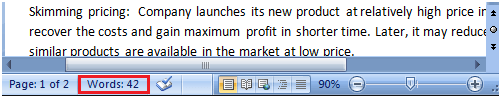 Skimming pricing: Company launches its new product at relatively high price in
recover the costs and gain maximum profit in shorter time. Later, it may reduce
similar products are available in the market at low price.
Page: 1 of 2 Words: 42 90%